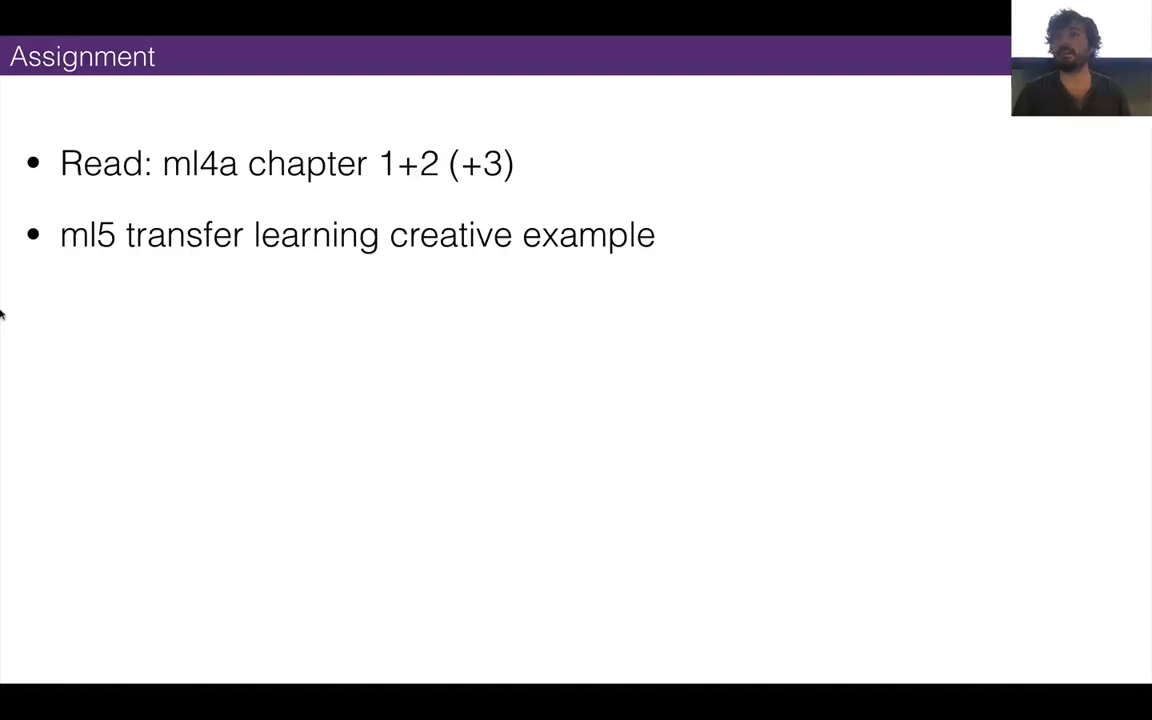 Assignment
• Read: ml4a chapter 1+2 (+3)
• ml5 transfer learning creative example